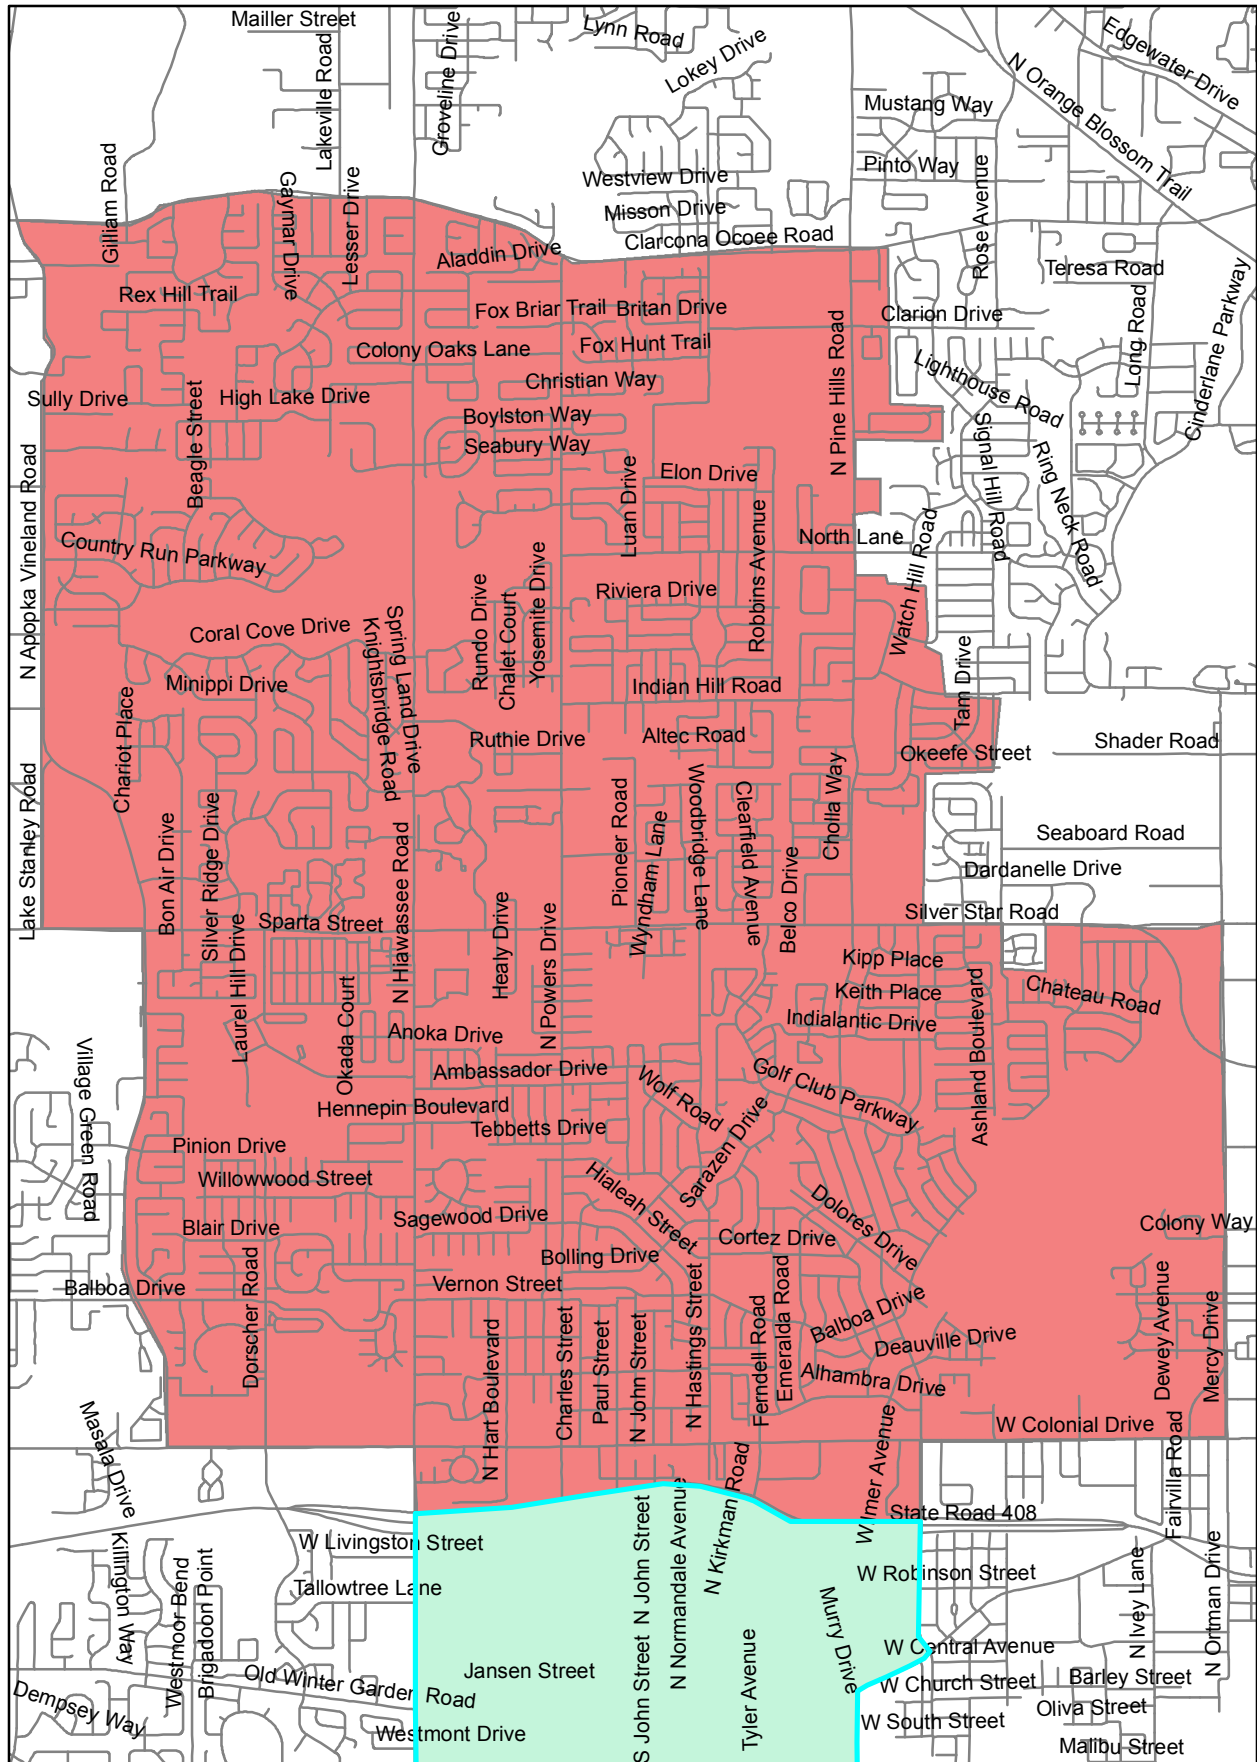 Mailler Street
Lynn Road
Edgewater Drive
Lakeville Road
Groveline Drive
Lokey Drive
N Orange Blossom Trail
Mustang Way
Gilliam Road
Gaymar Drive
Lesser Drive
Westview Drive
Pinto Way
Misson Drive
Rose Avenue
Clarcona Ocoee Road
Aladdin Drive
Teresa Road
Rex Hill Trail
Fox Briar Trail
Britan Drive
Clarion Drive
Long Road
Cinderlane Parkway
Colony Oaks Lane
Fox Hunt Trail
N Pine Hills Road
Lighthouse Road
Christian Way
Sully Drive
Beagle Street
High Lake Drive
Boylston Way
Seabury Way
Signal Hill Road
Ring Neck Road
N Apopka Vineland Road
Luan Drive
Elon Drive
Country Run Parkway
Robbins Avenue
North Lane
Watch Hill Road
Rundo Drive
Chalet Court
Yosemite Drive
Riviera Drive
Coral Cove Drive
Knightsbridge Road
Spring Land Drive
Minippi Drive
Indian Hill Road
Tam Drive
Chariot Place
Ruthie Drive
Altec Road
Okeefe Street
Shader Road
Lake Stanley Road
Bon Air Drive
Silver Ridge Drive
N Hiawassee Road
Pioneer Road
Wyndham Lane
Woodbridge Lane
Clearfield Avenue
Belco Drive
Cholla Way
Seaboard Road
Dardanelle Drive
Silver Star Road
Laurel Hill Drive
Sparta Street
Healy Drive
N Powers Drive
Kipp Place
Keith Place
Ashland Boulevard
Chateau Road
Okada Court
Anoka Drive
Indialantic Drive
Village Green Road
Ambassador Drive
Wolf Road
Golf Club Parkway
Hennepin Boulevard
Tebbetts Drive
Sarazen Drive
Pinion Drive
Willowwood Street
Hialeah Street
Dolores Drive
Blair Drive
Sagewood Drive
Cortez Drive
Colony Way
Bolling Drive
Balboa Drive
Dorscher Road
Vernon Street
N Hastings Street
Emeralda Road
Ferndell Road
Balboa Drive
Dewey Avenue
Mercy Drive
N Hart Boulevard
Charles Street
Paul Street
N John Street
Deauville Drive
Alhambra Drive
W Colonial Drive
Masala Drive
N Kirkman Road
Wilmer Avenue
W
Fairvilla Road
N Normandale Avenue
N John Street
State Road 408
W Livingston Street
Killington Way
Westmoor Bend
Brigadoon Point
Tallowtree Lane
W Robinson Street
Murry Drive
N Ivey Lane
N Ortman Drive
S John Street
Tyler Avenue
W Central Avenue
Jansen Street
Old Winter Garden Road
W Church Street
Barley Street
Dempsey Way
Westmont Drive
W South Street
Oliva Street
Malibu Street